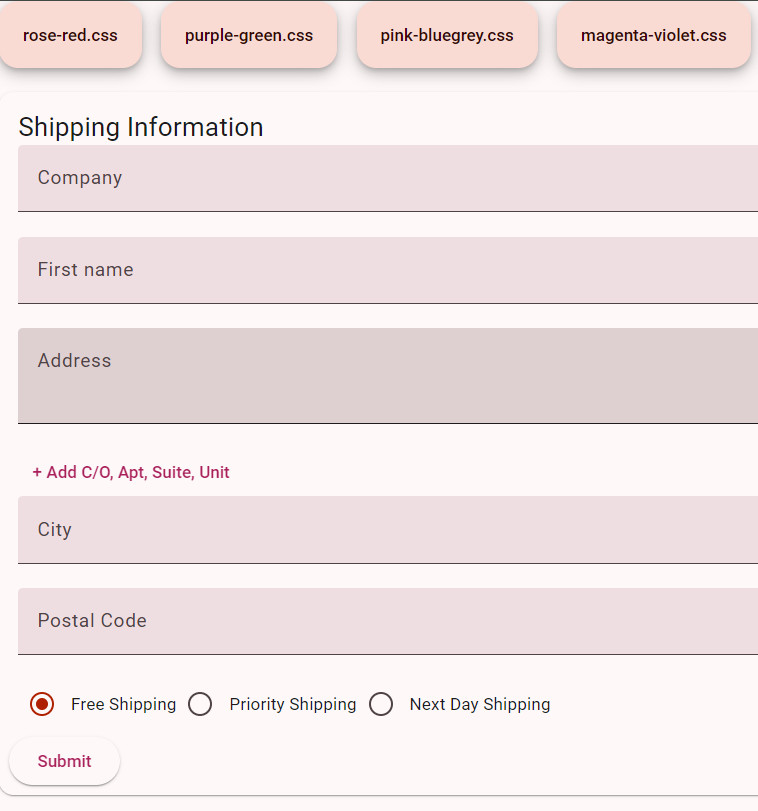 rose-red.css purple-green.css pink-bluegrey.css magenta-violet.css
Shipping Information
Company
First name
Address
+ Add C/O, Apt, Suite, Unit
City
Postal Code
Free Shipping Priority Shipping Next Day Shipping
Submit